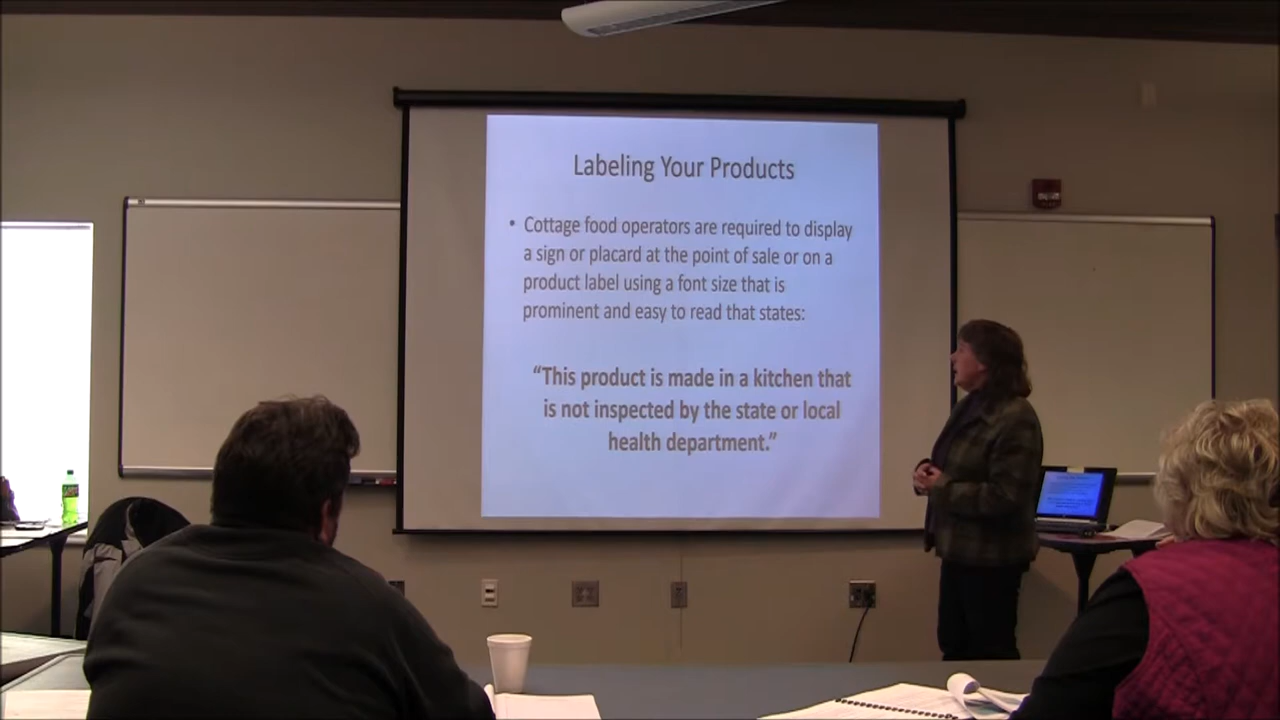 Labeling Your Products
• Cottage food operators are required to display
a sign or placard at the point of sale or on a
product label using a font size that is
prominent and easy to read that states:
“This product is made in a kitchen that
is not inspected by the state or local
health department.”